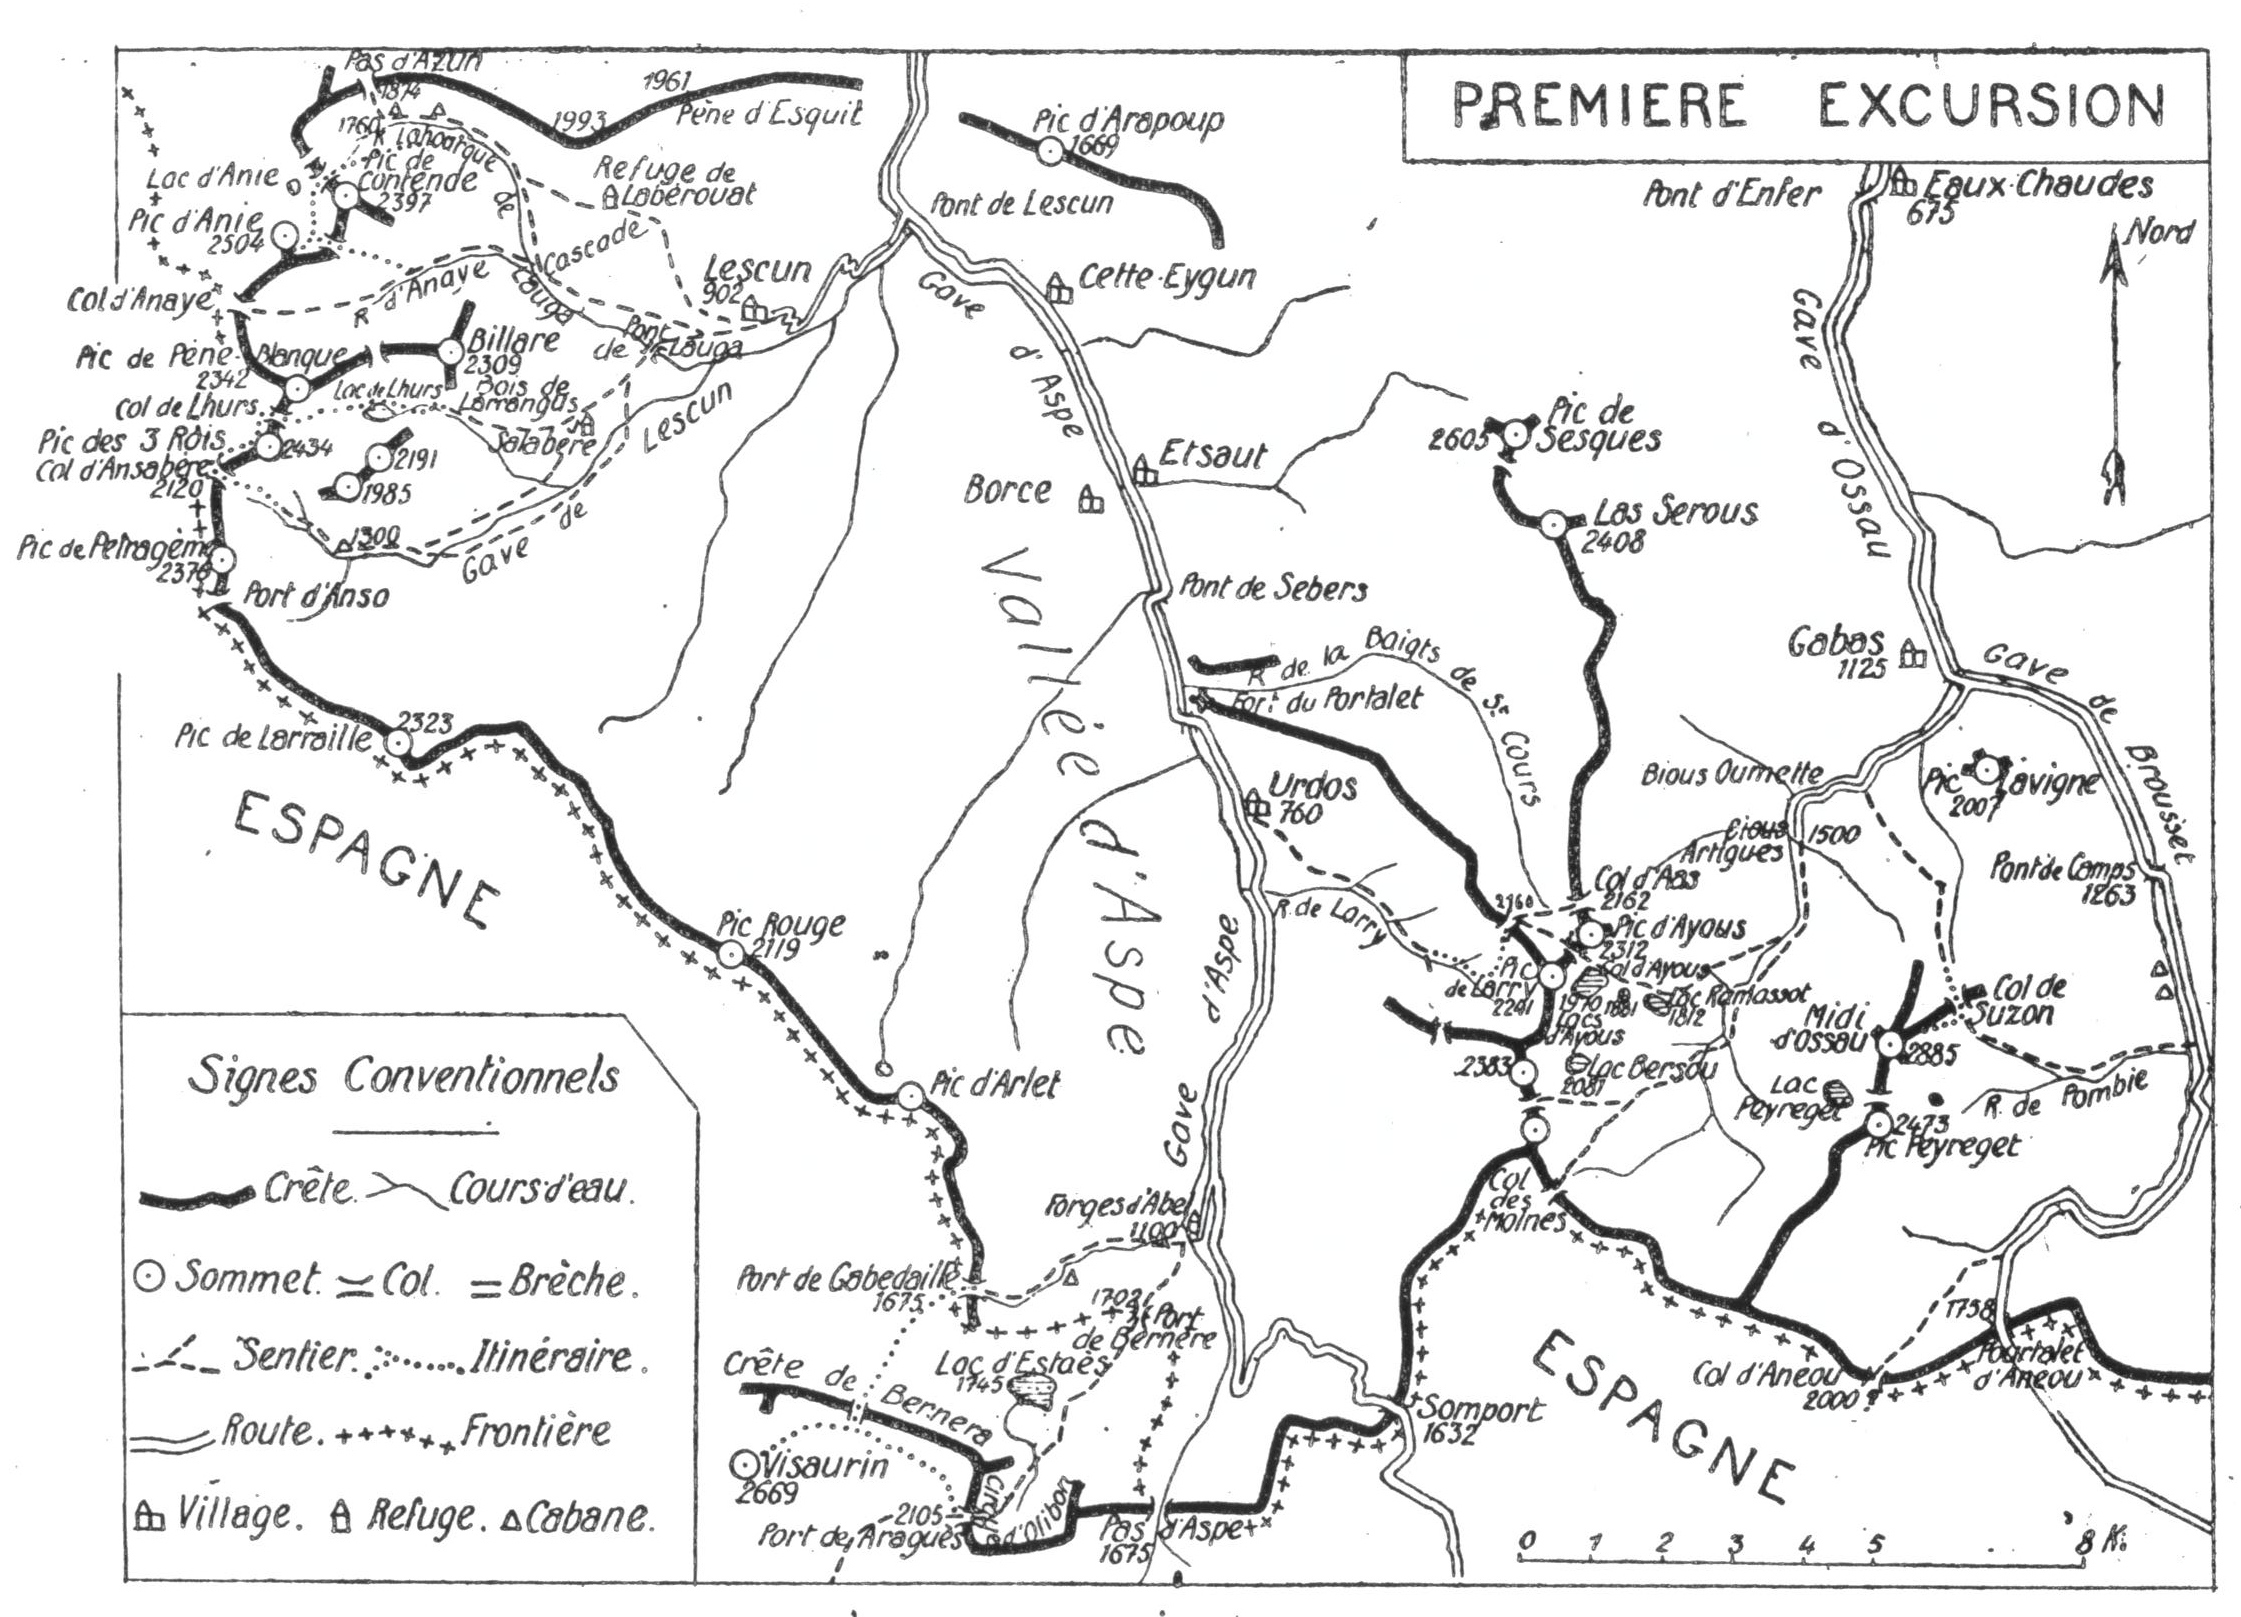 PREMIERE EXCURSION
Pas d'Azun
1874
1961
1993
Pène d'Esquit
1760
R. Lahoarque de
Pic de
Contende
2397
Lac d'Anie
Pic d'Anie
2504
Refuge de
Labérouat
Cascade
Lescun
902
Col d'Anaye
R. d'Anaye
Lauga
Pont
de Lauga
Pic de Pène-Blanque
2342
Billare
2309
Col de Lhurs
Lac de Lhurs
Bois de
Larrangus
Salabere
Pic des 3 Rois
2434
2191
1985
Col d'Ansabère
2120
1300
Gave de Lescun
Pic de Petragème
2376
Port d'Anso
Pic de Larraille
2323
ESPAGNE
Pic Rouge
2119
Pic d'Arlet
Pic d'Arapoup
1669
Pont de Lescun
Cette-Eygun
Gave d'Aspe
Etsaut
Borce
Vallée d'Aspe
Pont de Sebers
R. de la Baigts de St Cours
Fort du Portalet
Urdos
760
R. de Larry
Gave d'Aspe
Forges d'Abel
1100
Port de Gabedaille
1675
1702
Port
de Bernère
Crête de Bernera
Lac d'Estaës
1745
Visaurin
2669
2105
Port de Aragues
Cirque d'Olibon
Pas d'Aspe
1675
Somport
1632
Pont d'Enfer
Eaux-Chaudes
675
Nord
Gave d'Ossau
Pic de
Sesques
2605
Las Serous
2408
Gabas
1125
Gave de Brousset
Bious Oumette
Pic Lavigne
2007
Bious
Artigues
1500
Pont de Camps
1263
Col d'Aas
2162
2160
Pic d'Ayous
2312
Col d'Ayous
Pic
de Larry
2241
1970
1881
Lac Ramassot
1812
Lacs
d'Ayous
2383
Lac Bersou
2081
Midi
d'Ossau
2885
Col de
Suzon
Lac
Peyreget
2473
Pic Peyreget
R. de Pombie
Col
des
Moines
1758
Pourtalet
d'Aneou
Col d'Aneou
2000
ESPAGNE
0 1 2 3 4 5 8 K.
Signes Conventionnels
Crête. Cours d'eau.
Sommet. Col. Brèche.
Sentier. Itinéraire.
Route. Frontière
Village. Refuge. Cabane.